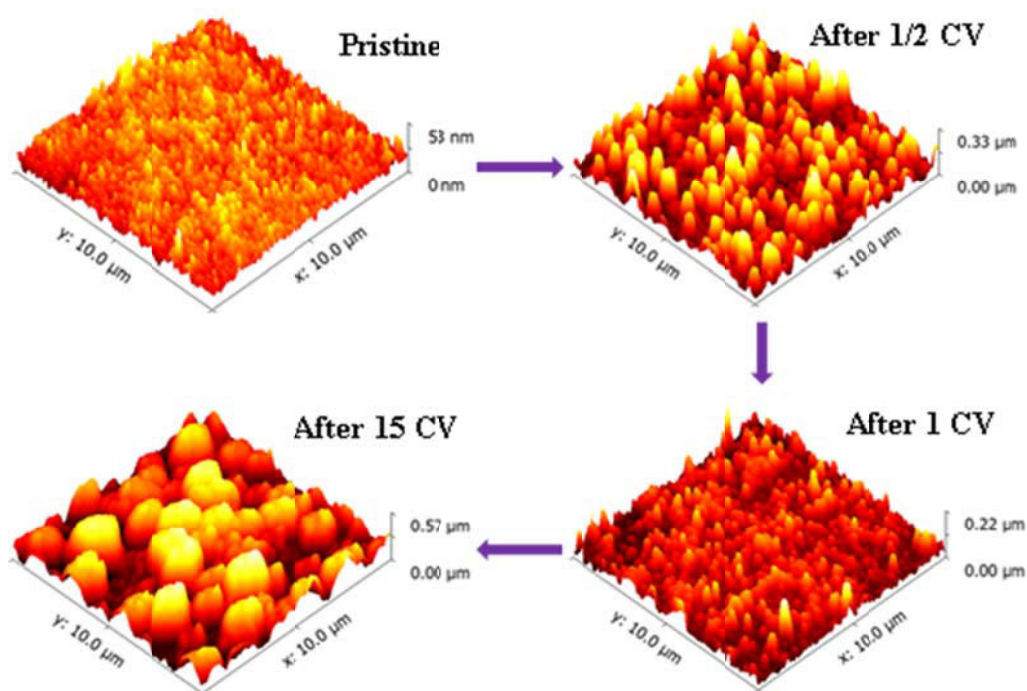 Pristine
53 nm
0 nm
y: 10.0 µm
x: 10.0 µm
After 1/2 CV
0.33 µm
0.00 µm
y: 10.0 µm
x: 10.0 µm
After 15 CV
0.57 µm
0.00 µm
y: 10.0 µm
x: 10.0 µm
After 1 CV
0.22 µm
0.00 µm
y: 10.0 µm
x: 10.0 µm